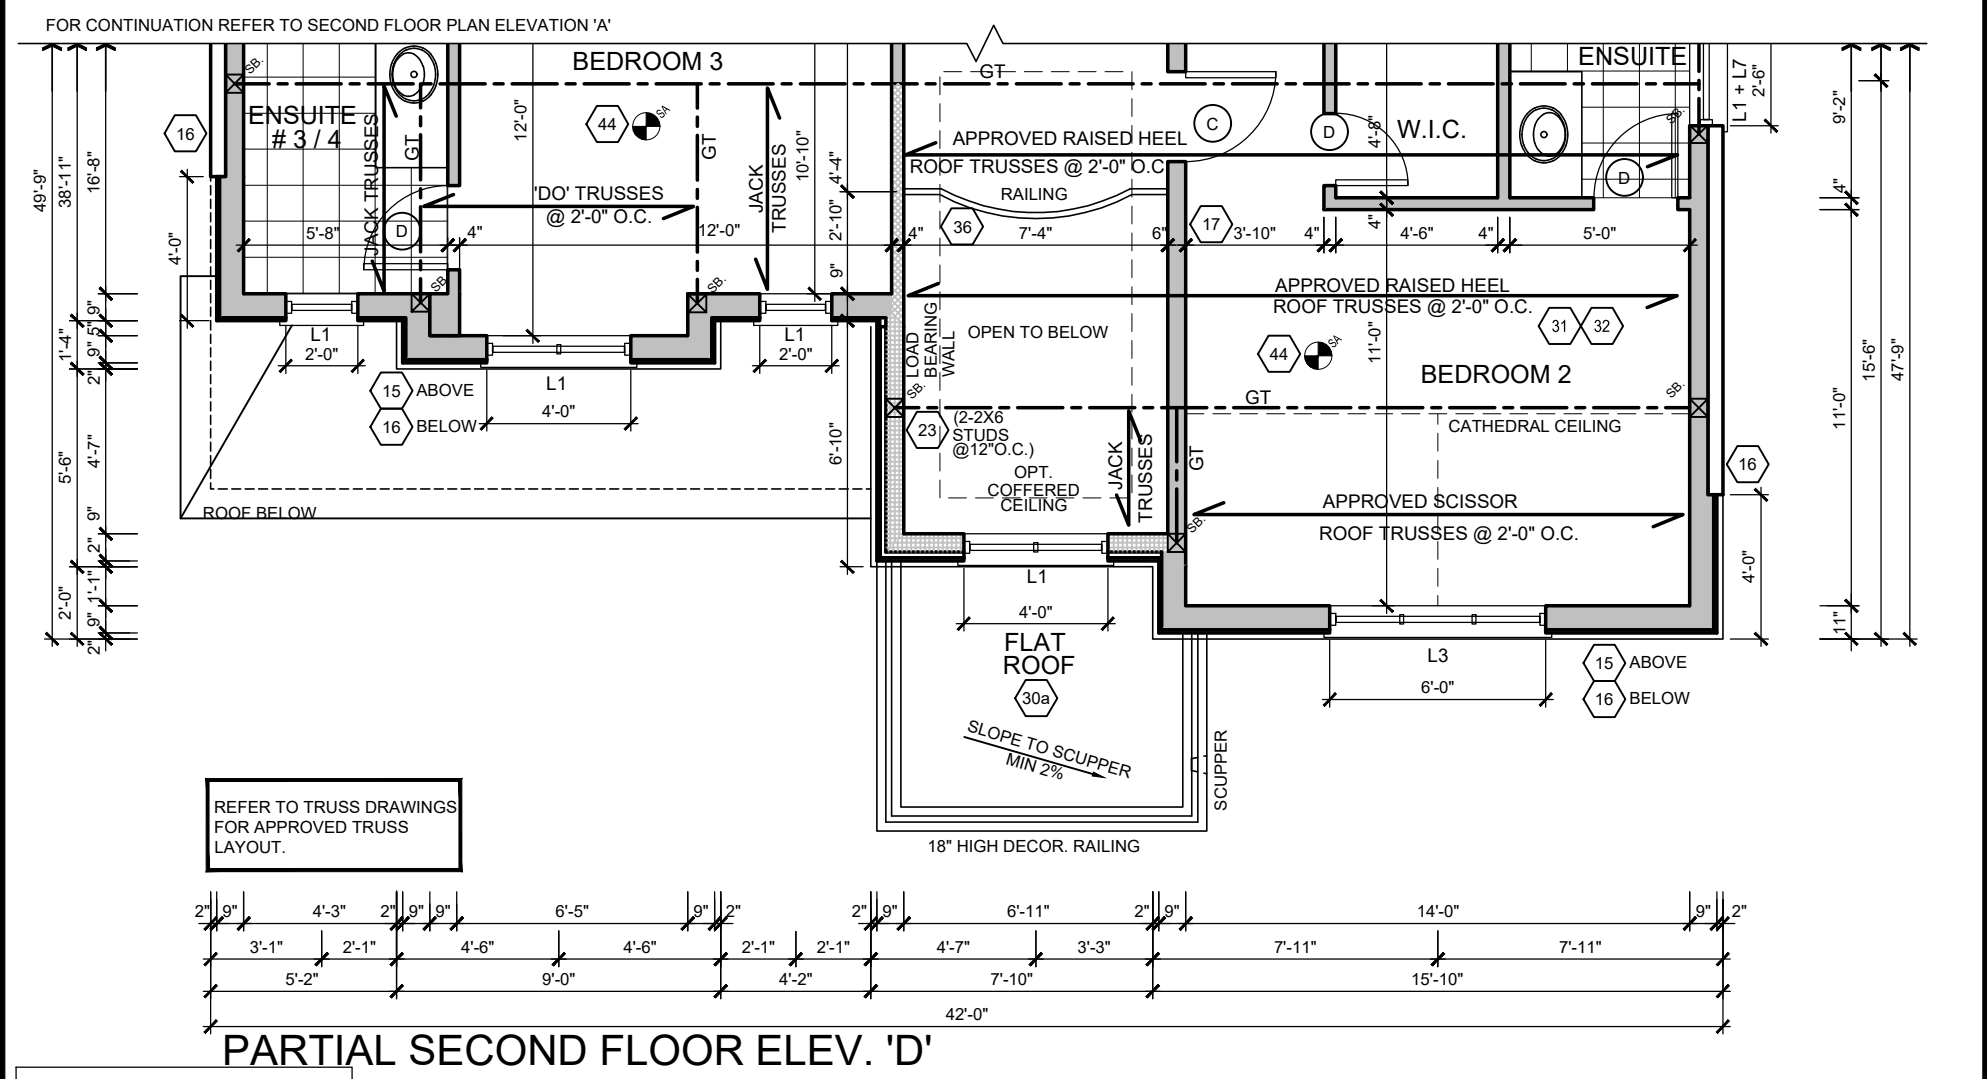 FOR CONTINUATION REFER TO SECOND FLOOR PLAN ELEVATION 'A'
BEDROOM 3
ENSUITE
GT
SB.
ENSUITE
# 3 / 4
16
44
SA
12'-0"
JACK TRUSSES
GT
GT
JACK
TRUSSES
10'-10"
4'-4"
2'-10"
9"
APPROVED RAISED HEEL
ROOF TRUSSES @ 2'-0" O.C
RAILING
C
D
W.I.C.
4'-8"
SB.
D
L1 + L7
2'-6"
'DO' TRUSSES
@ 2'-0" O.C.
D
5'-8"
4"
12'-0"
4"
36
7'-4"
6"
17
3'-10"
4"
4"
4'-6"
4"
5'-0"
49'-9"
38'-11"
16'-8"
4'-0"
9"
5"
1'-4"
9"
2"
5'-6"
4'-7"
9"
2"
2'-0"
1'-1"
9"
2"
9'-2"
4"
15'-6"
47'-9"
11'-0"
11"
SB.
SB.
APPROVED RAISED HEEL
ROOF TRUSSES @ 2'-0" O.C.
31
32
L1
2'-0"
L1
2'-0"
LOAD
BEARING
WALL
OPEN TO BELOW
44
SA
11'-0"
BEDROOM 2
15
ABOVE
16
BELOW
L1
4'-0"
6'-10"
SB.
SB.
GT
CATHEDRAL CEILING
23
(2-2X6
STUDS
@12"O.C.)
OPT.
COFFERED
CEILING
JACK
TRUSSES
GT
16
ROOF BELOW
SB.
APPROVED SCISSOR
ROOF TRUSSES @ 2'-0" O.C.
4'-0"
L1
4'-0"
FLAT
ROOF
30a
SLOPE TO SCUPPER
MIN 2%
SCUPPER
L3
6'-0"
15
ABOVE
16
BELOW
18" HIGH DECOR. RAILING
REFER TO TRUSS DRAWINGS
FOR APPROVED TRUSS
LAYOUT.
2" 9" 4'-3" 2" 9" 9" 6'-5" 9" 2" 2" 9" 6'-11" 2" 9" 14'-0" 9" 2"
3'-1" 2'-1" 4'-6" 4'-6" 2'-1" 2'-1" 4'-7" 3'-3" 7'-11" 7'-11"
5'-2" 9'-0" 4'-2" 7'-10" 15'-10"
42'-0"
PARTIAL SECOND FLOOR ELEV. 'D'